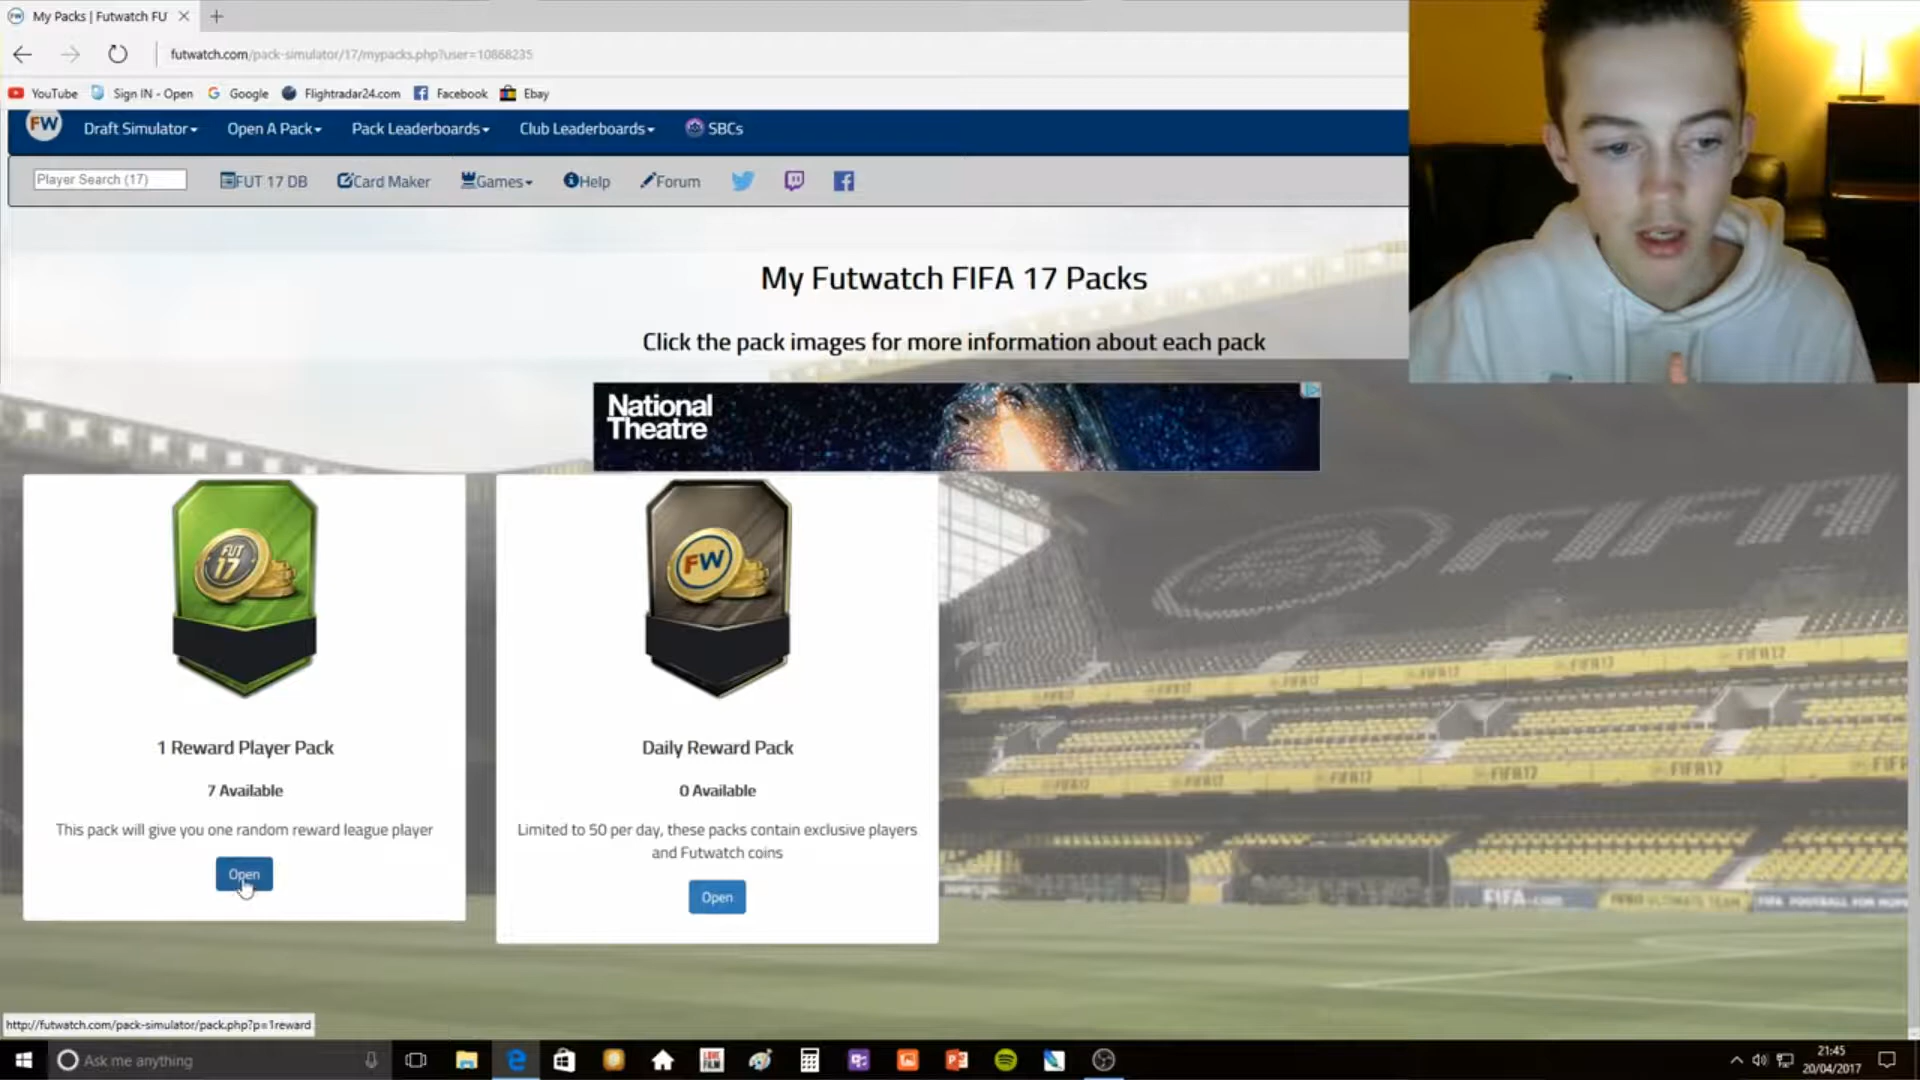 My Packs | Futwatch FU
futwatch.com/pack-simulator/17/mypacks.php?user=10868235
YouTube Sign IN - Open Google Flightradar24.com Facebook Ebay
FW Draft Simulator Open A Pack Pack Leaderboards Club Leaderboards SBCs
Player Search (17) FUT 17 DB Card Maker Games Help Forum
My Futwatch FIFA 17 Packs
Click the pack images for more information about each pack
National
Theatre
FUT
17
FW
1 Reward Player Pack
7 Available
This pack will give you one random reward league player
Open
Daily Reward Pack
0 Available
Limited to 50 per day, these packs contain exclusive players
and Futwatch coins
Open
FIFA
FIFA17
FIFA.com
http://futwatch.com/pack-simulator/pack.php?p=1reward
Ask me anything
LOVE
FILM
21:45
20/04/2017